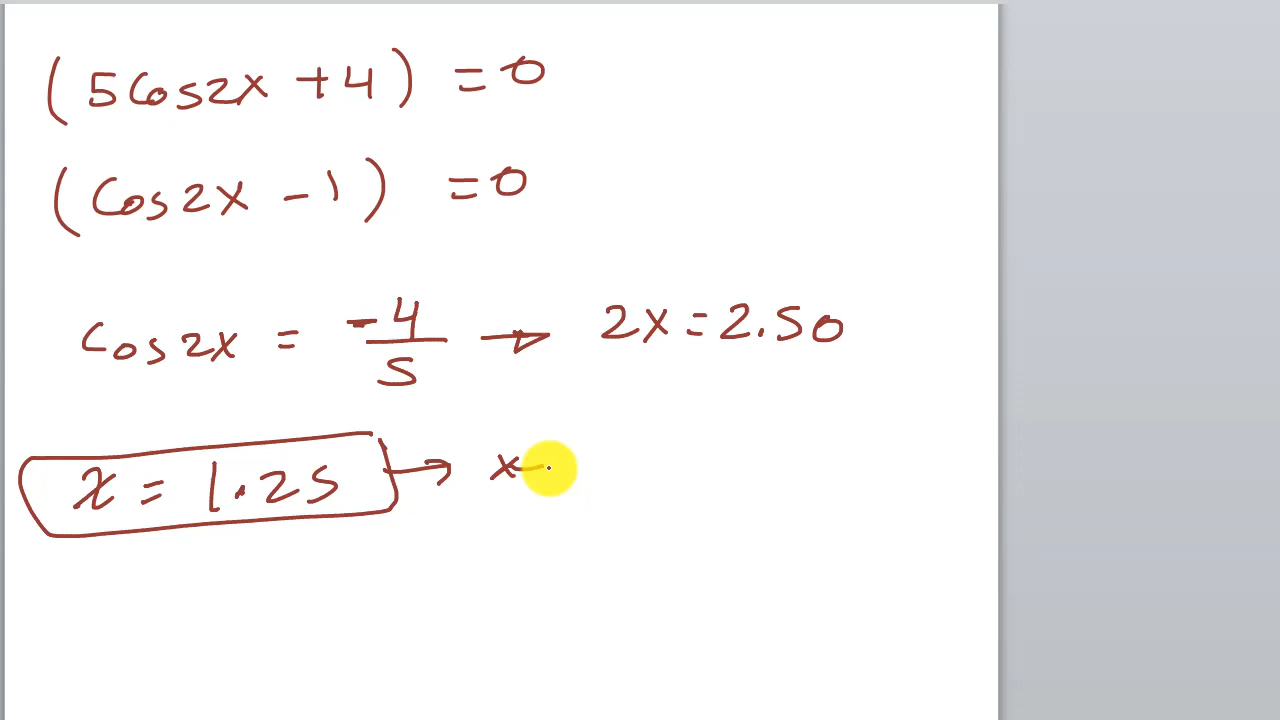 (5cos2x + 4) = 0
(cos2x - 1) = 0
cos2x = -4/5 → 2x = 2.50
x = 1.25 → x -